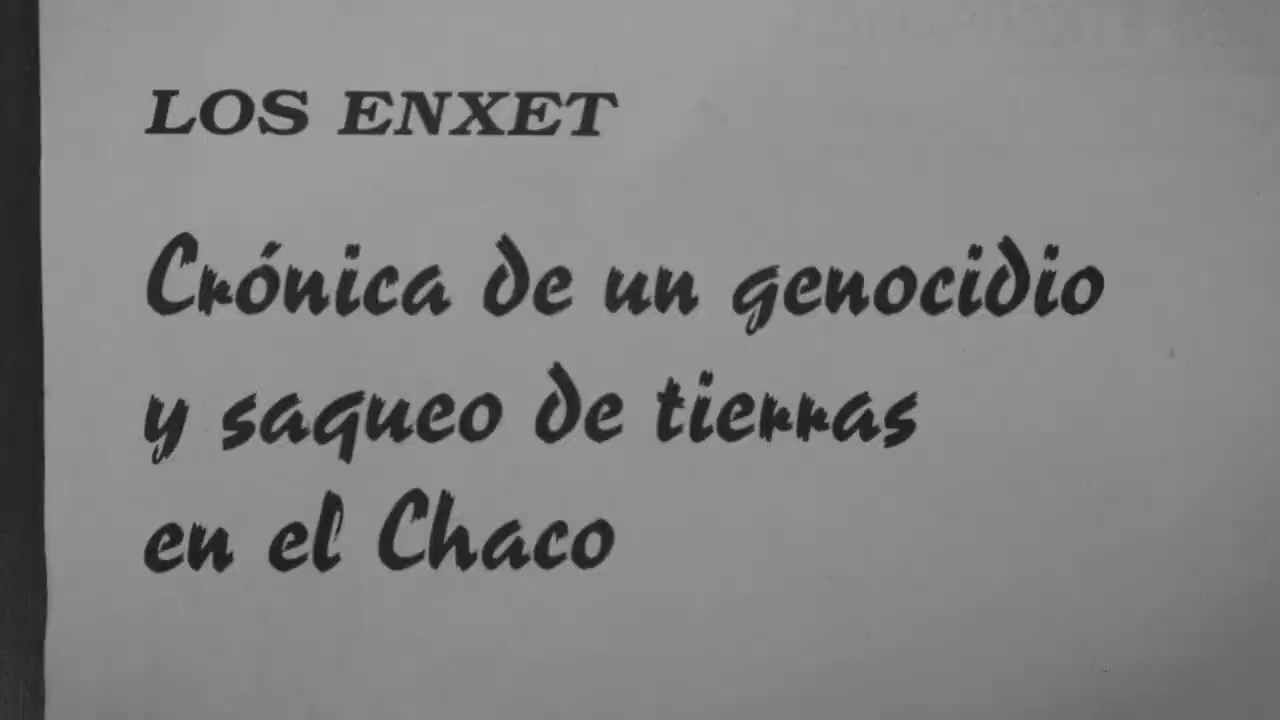 LOS ENXET
Crónica de un genocidio
y saqueo de tierras
en el Chaco